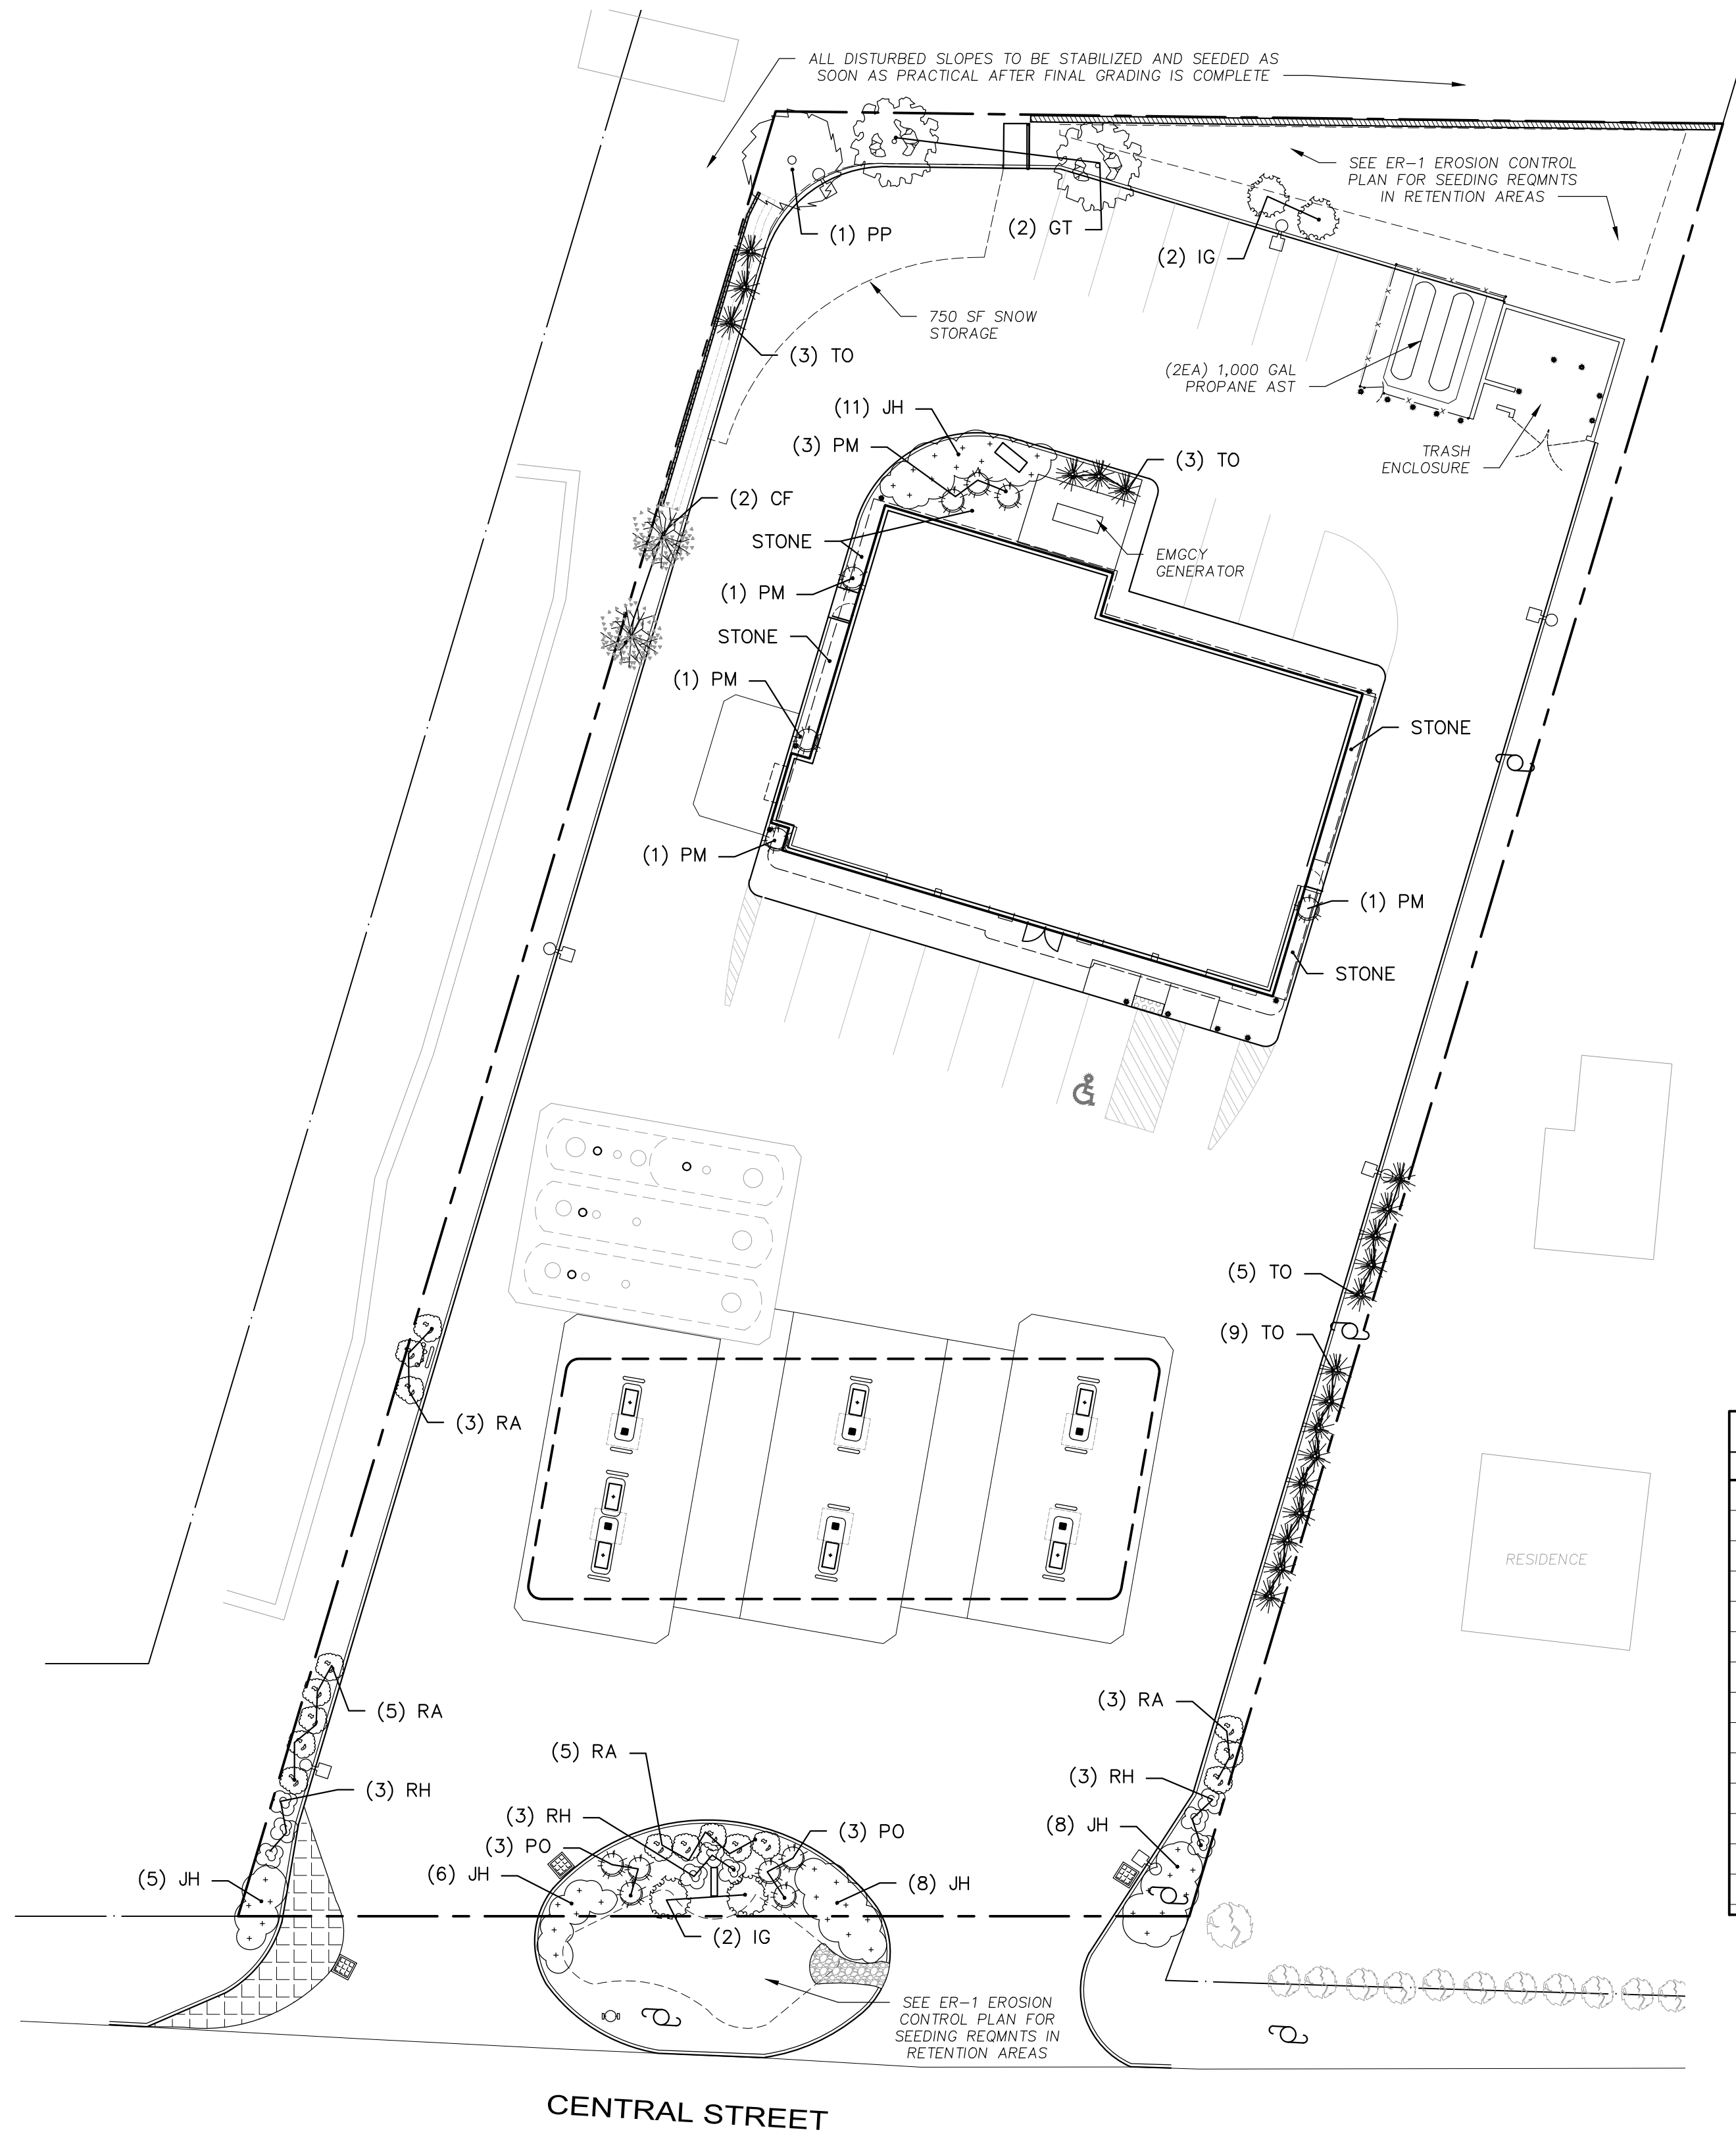 ALL DISTURBED SLOPES TO BE STABILIZED AND SEEDED AS
SOON AS PRACTICAL AFTER FINAL GRADING IS COMPLETE
SEE ER-1 EROSION CONTROL
PLAN FOR SEEDING REQMNTS
IN RETENTION AREAS
(1) PP
(2) GT
(2) IG
750 SF SNOW
STORAGE
(3) TO
(2EA) 1,000 GAL
PROPANE AST
(11) JH
(3) PM
(3) TO
TRASH
ENCLOSURE
(2) CF
STONE
EMGCY
GENERATOR
(1) PM
STONE
(1) PM
STONE
(1) PM
(1) PM
STONE
(5) TO
(9) TO
(3) RA
RESIDENCE
(5) RA
(3) RA
(5) RA
(3) RH
(3) RH
(3) RH
(3) PO
(3) PO
(8) JH
(5) JH
(6) JH
(8) JH
(2) IG
SEE ER-1 EROSION
CONTROL PLAN FOR
SEEDING REQMNTS IN
RETENTION AREAS
CENTRAL STREET